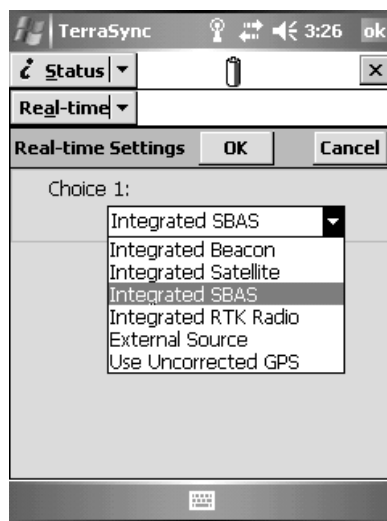 TerraSync 3:26 ok
Status
Real-time
Real-time Settings OK Cancel
Choice 1:
Integrated SBAS
Integrated Beacon
Integrated Satellite
Integrated SBAS
Integrated RTK Radio
External Source
Use Uncorrected GPS